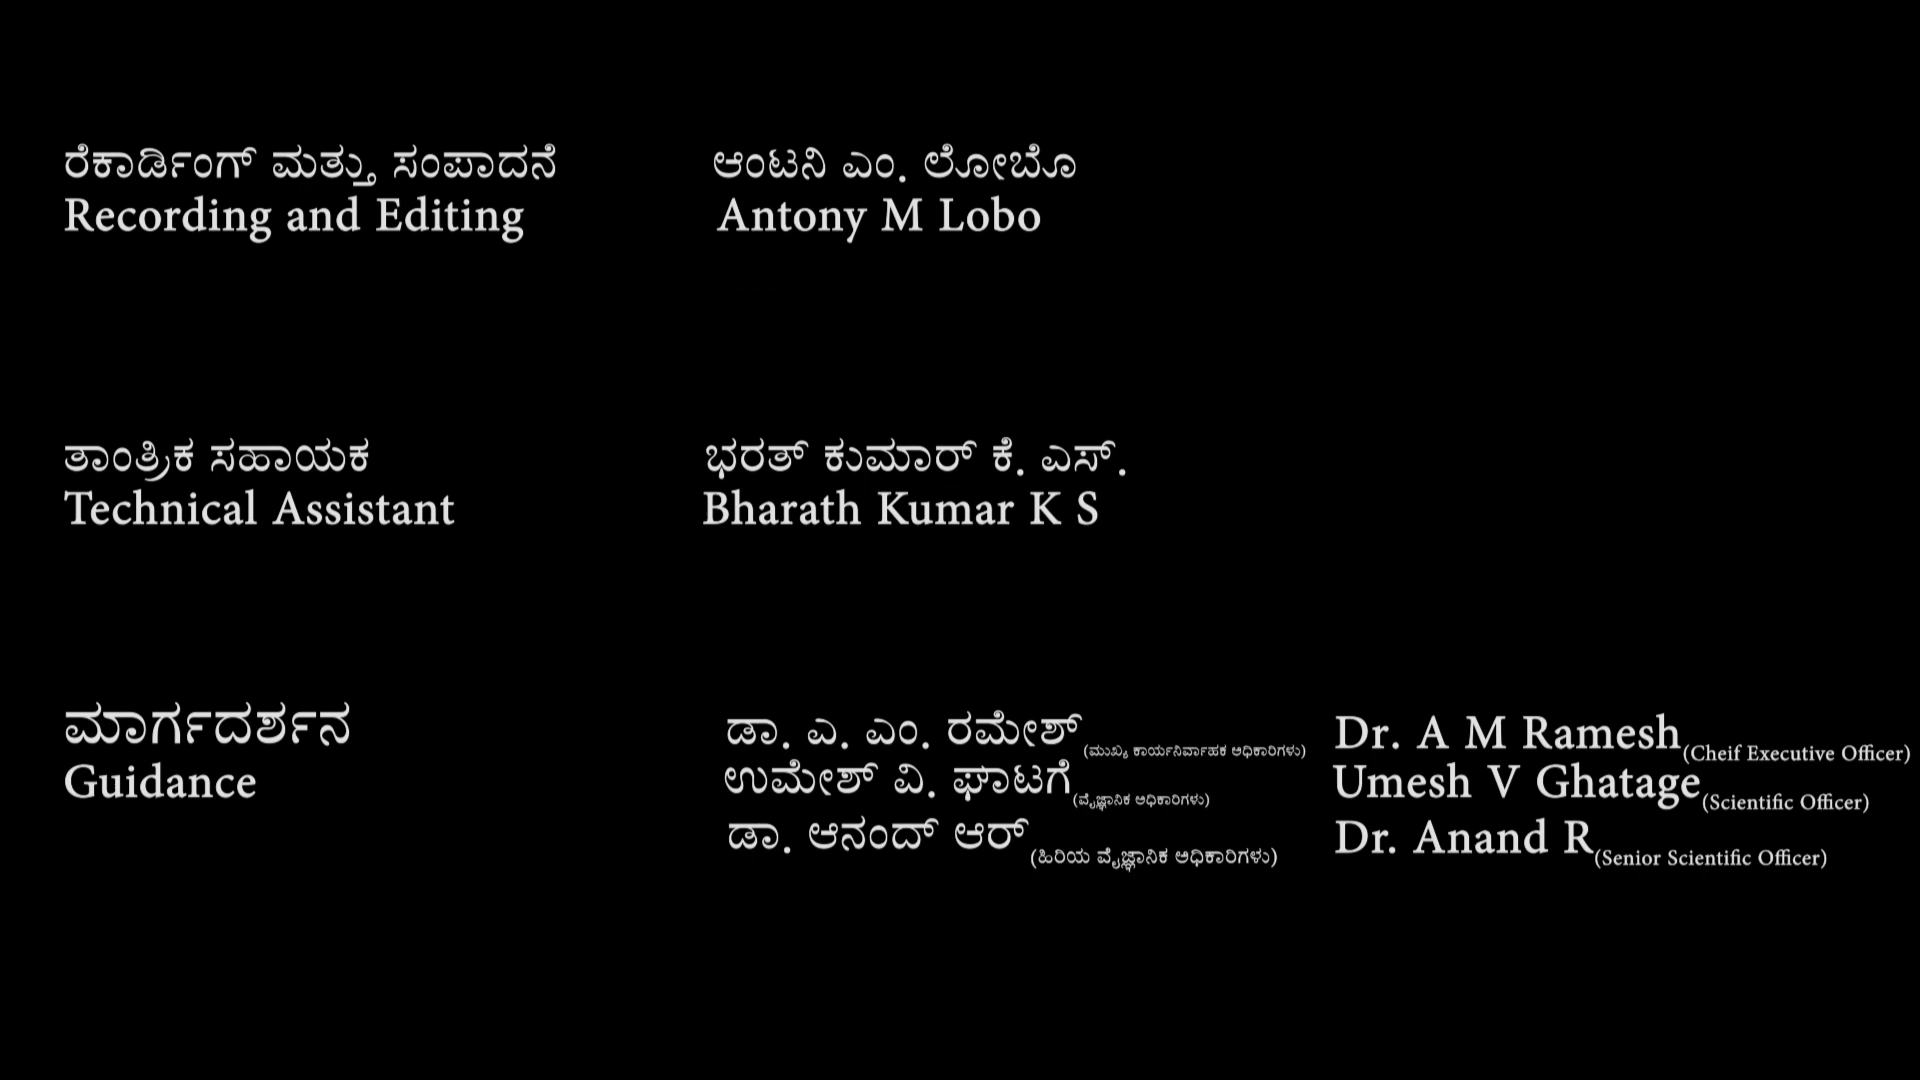 ರೆಕಾರ್ಡಿಂಗ್ ಮತ್ತು ಸಂಪಾದನೆ
Recording and Editing
ಆಂಟನಿ ಎಂ. ಲೋಬೊ
Antony M Lobo
ತಾಂತ್ರಿಕ ಸಹಾಯಕ
Technical Assistant
ಭರತ್ ಕುಮಾರ್ ಕೆ. ಎಸ್.
Bharath Kumar K S
ಮಾರ್ಗದರ್ಶನ
Guidance
ಡಾ. ಎ. ಎಂ. ರಮೇಶ್ (ಮುಖ್ಯ ಕಾರ್ಯನಿರ್ವಾಹಕ ಅಧಿಕಾರಿಗಳು)
ಉಮೇಶ್ ವಿ. ಘಾಟಗೆ (ವೈಜ್ಞಾನಿಕ ಅಧಿಕಾರಿಗಳು)
ಡಾ. ಆನಂದ್ ಆರ್ (ಹಿರಿಯ ವೈಜ್ಞಾನಿಕ ಅಧಿಕಾರಿಗಳು)
Dr. A M Ramesh (Cheif Executive Officer)
Umesh V Ghatage (Scientific Officer)
Dr. Anand R (Senior Scientific Officer)